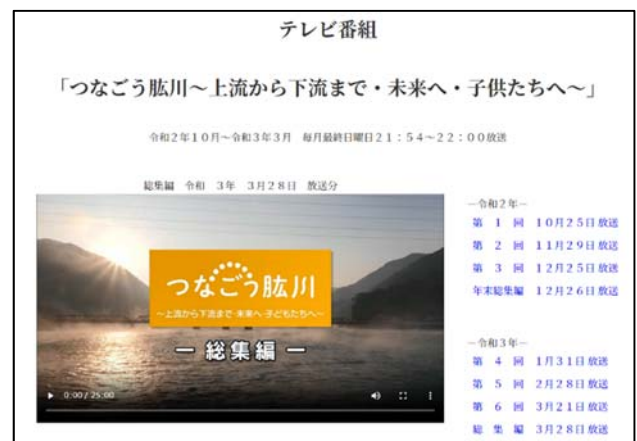 テレビ番組
「つなごう肱川～上流から下流まで・未来へ・子供たちへ～」
令和2年10月～令和3年3月　毎月最終日曜日21：54～22：00放送
総集編　令和　3年　3月28日　放送分
つなごう肱川
～上流から下流まで・未来へ・子どもたちへ～
― 総集編 ―
0:00 / 25:00
―令和2年―
第　1　回　10月25日放送
第　2　回　11月29日放送
第　3　回　12月25日放送
年末総集編　12月26日放送
―令和3年―
第　4　回　1月31日放送
第　5　回　2月28日放送
第　6　回　3月21日放送
総　集　編　3月28日放送